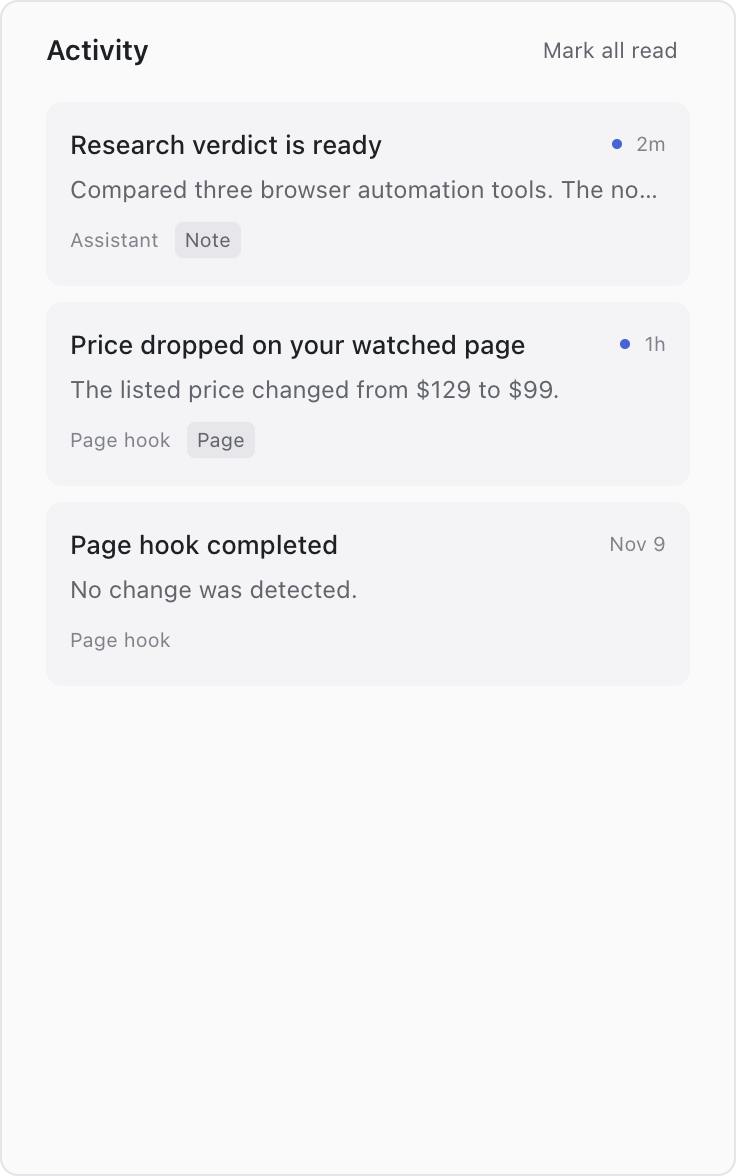 Activity
Mark all read
Research verdict is ready
2m
Compared three browser automation tools. The no...
Assistant
Note
Price dropped on your watched page
1h
The listed price changed from $129 to $99.
Page hook
Page
Page hook completed
Nov 9
No change was detected.
Page hook